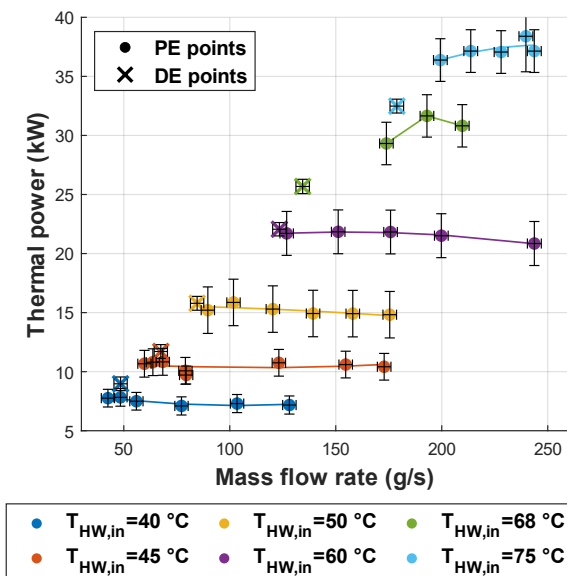 40
35
30
25
20
15
10
5
Thermal power (kW)
PE points
DE points
50 100 150 200 250
Mass flow rate (g/s)
T_HW,in=40 °C T_HW,in=50 °C T_HW,in=68 °C
T_HW,in=45 °C T_HW,in=60 °C T_HW,in=75 °C